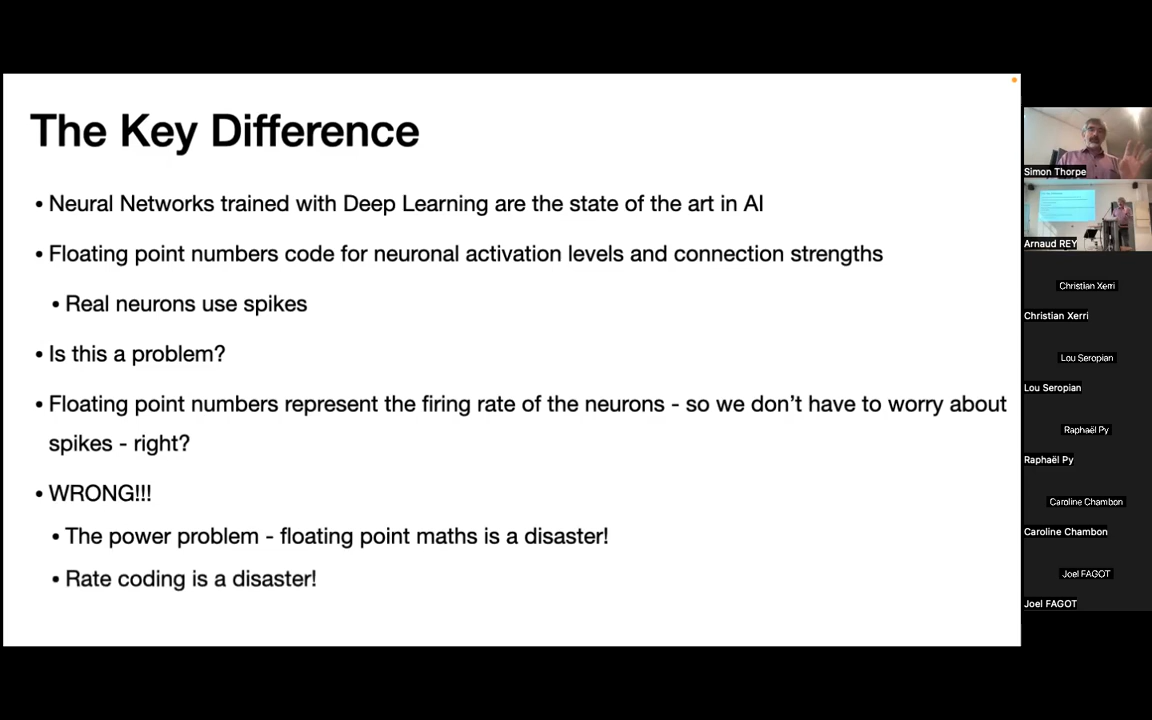 The Key Difference
• Neural Networks trained with Deep Learning are the state of the art in AI
• Floating point numbers code for neuronal activation levels and connection strengths
• Real neurons use spikes
• Is this a problem?
• Floating point numbers represent the firing rate of the neurons - so we don't have to worry about
spikes - right?
• WRONG!!!
• The power problem - floating point maths is a disaster!
• Rate coding is a disaster!
Simon Thorpe
Arnaud REY
Christian Xerri
Christian Xerri
Lou Seropian
Lou Seropian
Raphaël Py
Raphaël Py
Caroline Chambon
Caroline Chambon
Joel FAGOT
Joel FAGOT